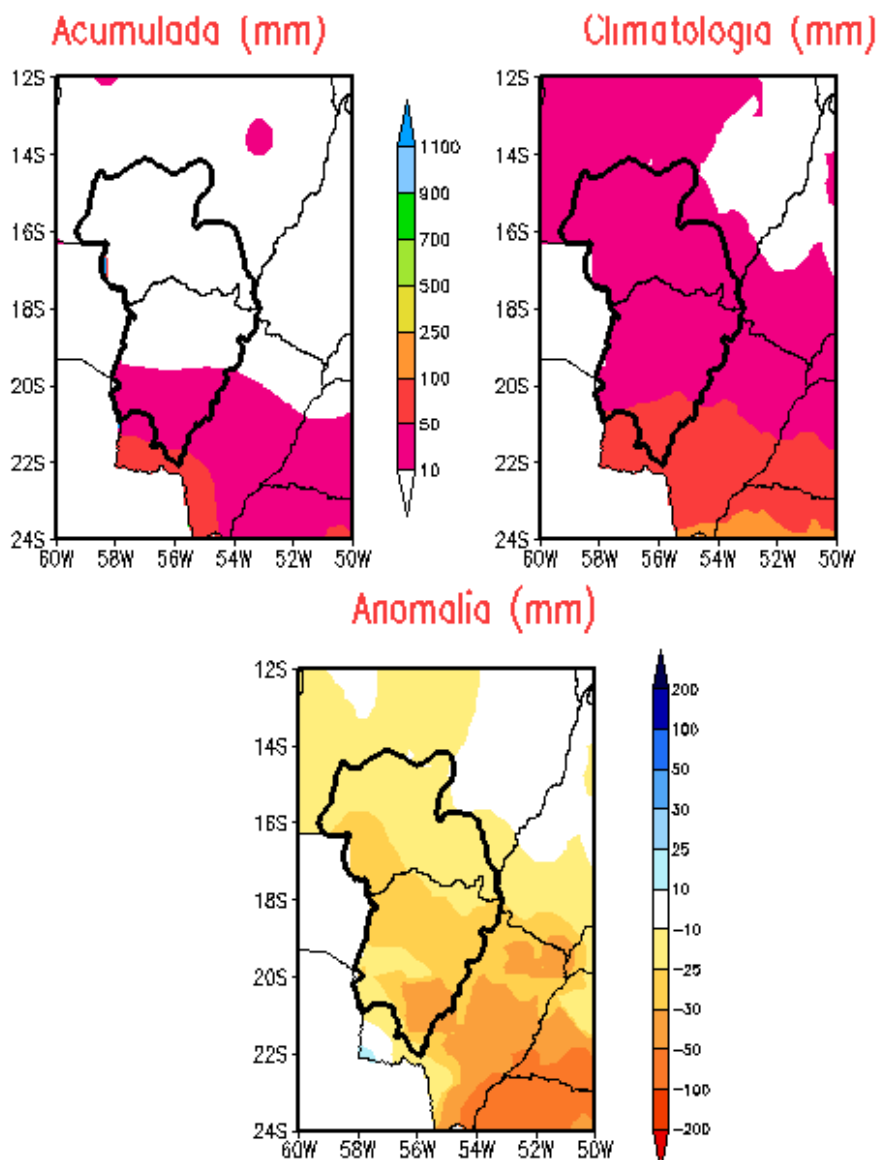 Acumulada (mm)
Climatologia (mm)
12S
14S
16S
18S
20S
22S
24S
60W 58W 56W 54W 52W 50W
1100
900
700
500
250
100
50
10
12S
14S
16S
18S
20S
22S
24S
60W 58W 56W 54W 52W 50W
Anomalia (mm)
12S
14S
16S
18S
20S
22S
24S
60W 58W 56W 54W 52W 50W
200
100
50
30
25
10
-10
-25
-30
-50
-100
-200